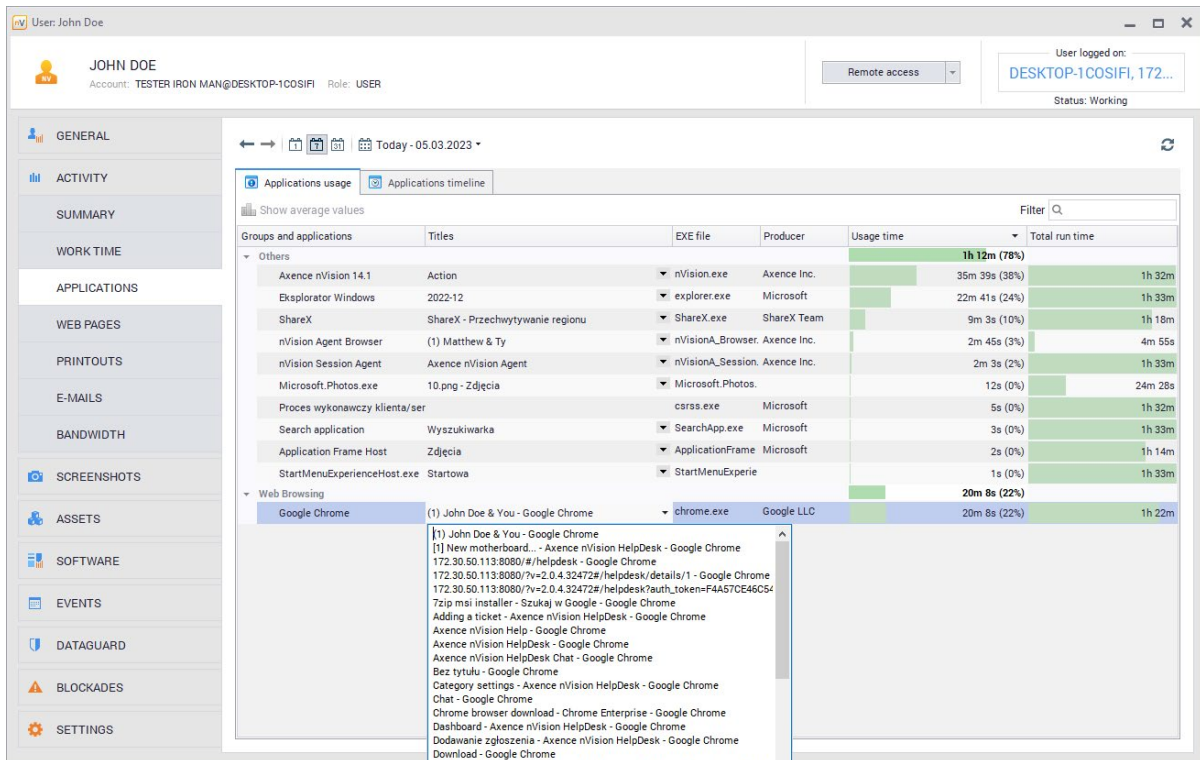 nV User: John Doe
JOHN DOE
Account: TESTER IRON MAN@DESKTOP-1COSIFI Role: USER
NV
Remote access
User logged on:
DESKTOP-1COSIFI, 172...
Status: Working
GENERAL
ACTIVITY
SUMMARY
WORK TIME
APPLICATIONS
WEB PAGES
PRINTOUTS
E-MAILS
BANDWIDTH
SCREENSHOTS
ASSETS
SOFTWARE
EVENTS
DATAGUARD
BLOCKADES
SETTINGS
1 7 31 Today - 05.03.2023
Applications usage Applications timeline
Show average values Filter
Groups and applications Titles EXE file Producer Usage time Total run time
Others 1h 12m (78%)
Axence nVision 14.1 Action nVision.exe Axence Inc. 35m 39s (38%) 1h 32m
Eksplorator Windows 2022-12 explorer.exe Microsoft 22m 41s (24%) 1h 33m
ShareX ShareX - Przechwytywanie regionu ShareX.exe ShareX Team 9m 3s (10%) 1h 18m
nVision Agent Browser (1) Matthew & Ty nVisionA_Browser. Axence Inc. 2m 45s (3%) 4m 55s
nVision Session Agent Axence nVision Agent nVisionA_Session. Axence Inc. 2m 3s (2%) 1h 33m
Microsoft.Photos.exe 10.png - Zdjęcia Microsoft.Photos. 12s (0%) 24m 28s
Proces wykonawczy klienta/ser csrss.exe Microsoft 5s (0%) 1h 32m
Search application Wyszukiwarka SearchApp.exe Microsoft 3s (0%) 1h 33m
Application Frame Host Zdjęcia ApplicationFrame Microsoft 2s (0%) 1h 14m
StartMenuExperienceHost.exe Startowa StartMenuExperie 1s (0%) 1h 33m
Web Browsing 20m 8s (22%)
Google Chrome (1) John Doe & You - Google Chrome chrome.exe Google LLC 20m 8s (22%) 1h 22m
(1) John Doe & You - Google Chrome
[1] New motherboard... - Axence nVision HelpDesk - Google Chrome
172.30.50.113:8080/#/helpdesk - Google Chrome
172.30.50.113:8080/?v=2.0.4.32472#/helpdesk/details/1 - Google Chrome
172.30.50.113:8080/?v=2.0.4.32472#/helpdesk?auth_token=F4A57CE46C54
7zip msi installer - Szukaj w Google - Google Chrome
Adding a ticket - Axence nVision HelpDesk - Google Chrome
Axence nVision Help - Google Chrome
Axence nVision HelpDesk - Google Chrome
Axence nVision HelpDesk Chat - Google Chrome
Bez tytułu - Google Chrome
Category settings - Axence nVision HelpDesk - Google Chrome
Chat - Google Chrome
Chrome browser download - Chrome Enterprise - Google Chrome
Dashboard - Axence nVision HelpDesk - Google Chrome
Dodawanie zgłoszenia - Axence nVision HelpDesk - Google Chrome
Download - Google Chrome